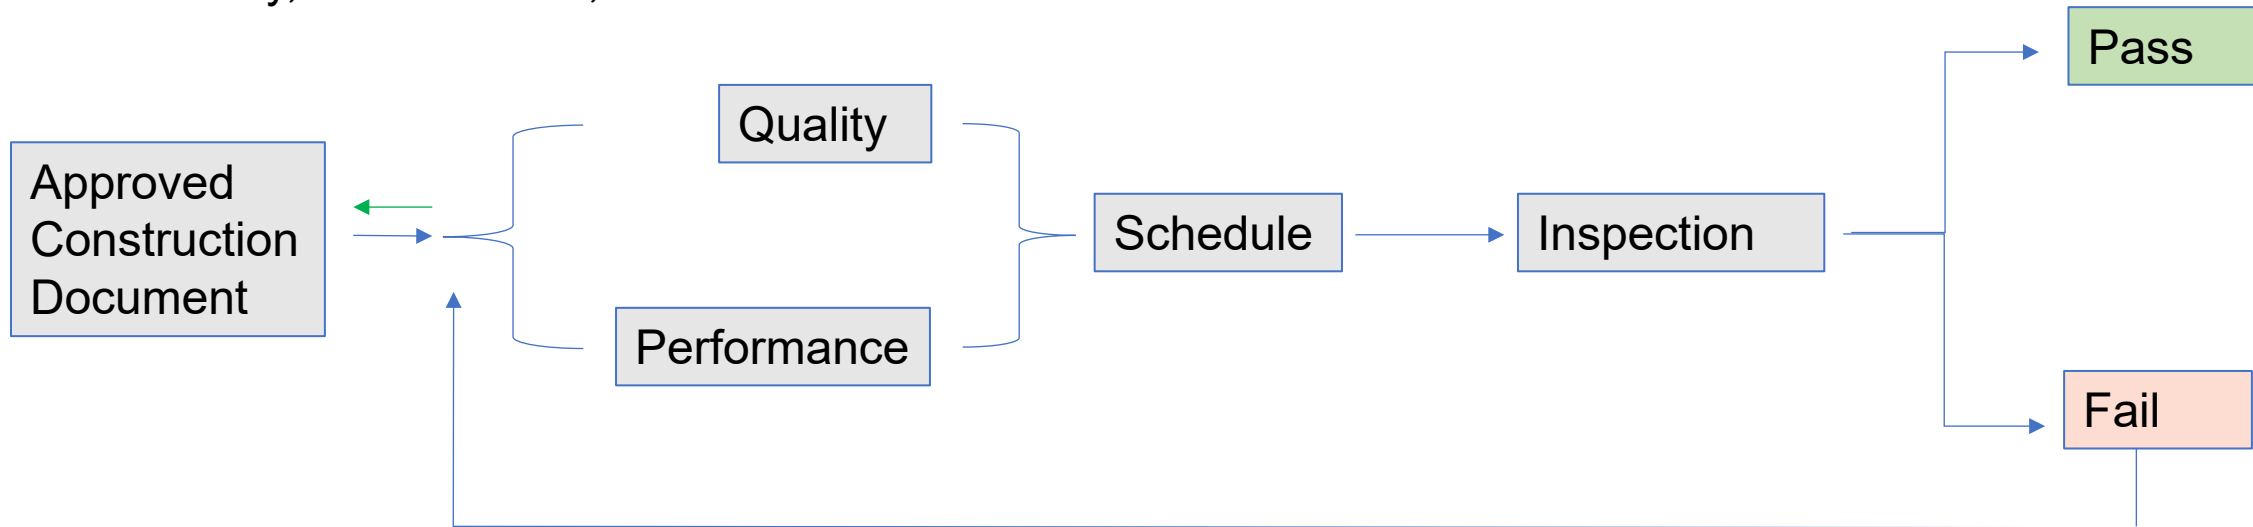 Pass
Quality
Approved
Construction
Document
Schedule
Inspection
Performance
Fail